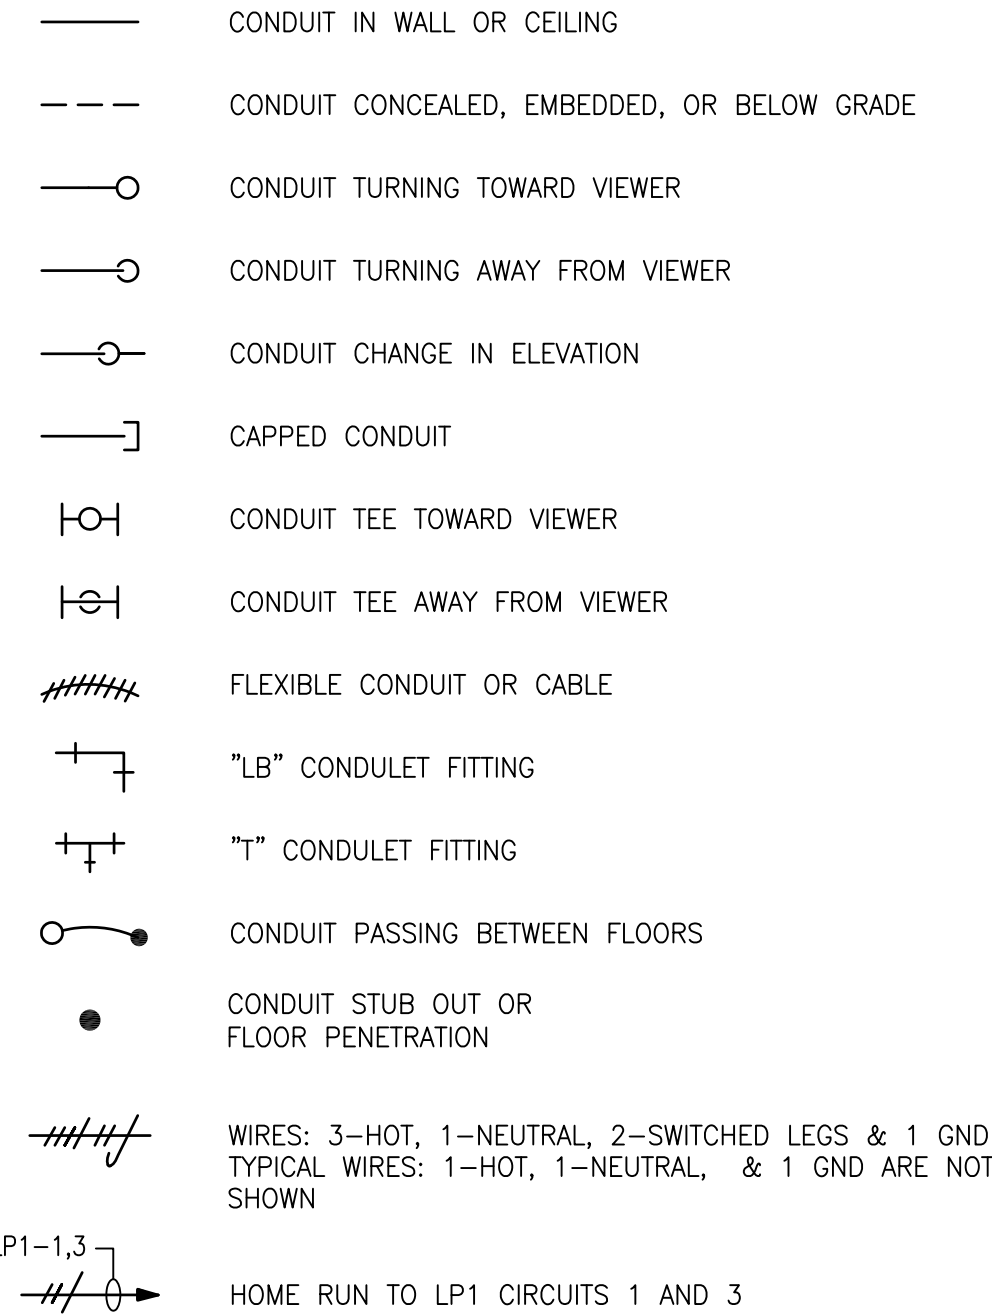 CONDUIT IN WALL OR CEILING
CONDUIT CONCEALED, EMBEDDED, OR BELOW GRADE
CONDUIT TURNING TOWARD VIEWER
CONDUIT TURNING AWAY FROM VIEWER
CONDUIT CHANGE IN ELEVATION
CAPPED CONDUIT
CONDUIT TEE TOWARD VIEWER
CONDUIT TEE AWAY FROM VIEWER
FLEXIBLE CONDUIT OR CABLE
"LB" CONDULET FITTING
"T" CONDULET FITTING
CONDUIT PASSING BETWEEN FLOORS
CONDUIT STUB OUT OR
FLOOR PENETRATION
WIRES: 3-HOT, 1-NEUTRAL, 2-SWITCHED LEGS & 1 GND
TYPICAL WIRES: 1-HOT, 1-NEUTRAL, & 1 GND ARE NOT
SHOWN
LP1-1,3
HOME RUN TO LP1 CIRCUITS 1 AND 3